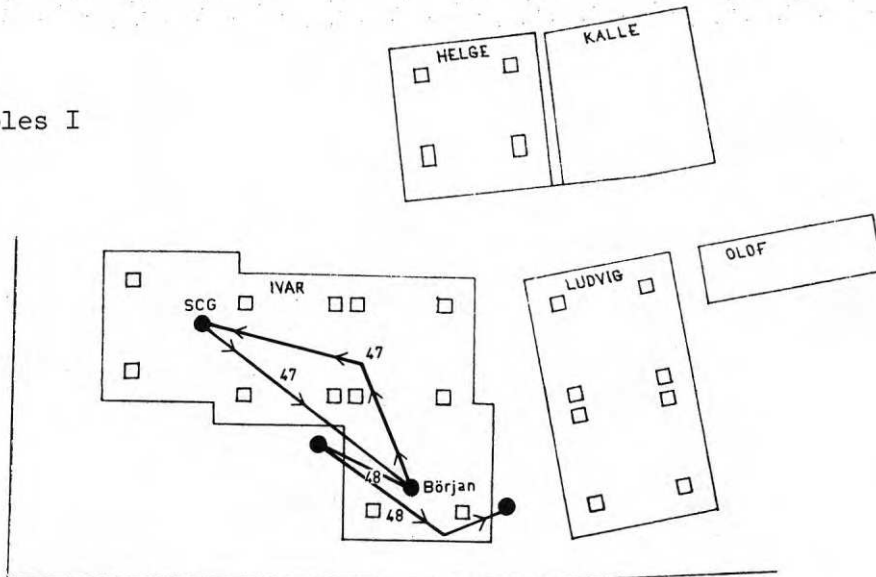 HELGE
KALLE
les I
OLOF
LUDVIG
IVAR
SCG
47
47
48
Början
48